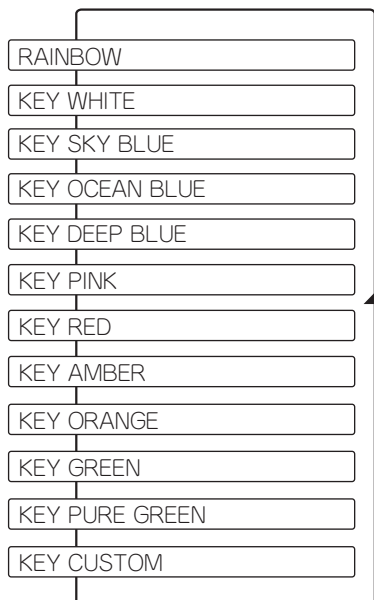 RAINBOW
KEY WHITE
KEY SKY BLUE
KEY OCEAN BLUE
KEY DEEP BLUE
KEY PINK
KEY RED
KEY AMBER
KEY ORANGE
KEY GREEN
KEY PURE GREEN
KEY CUSTOM